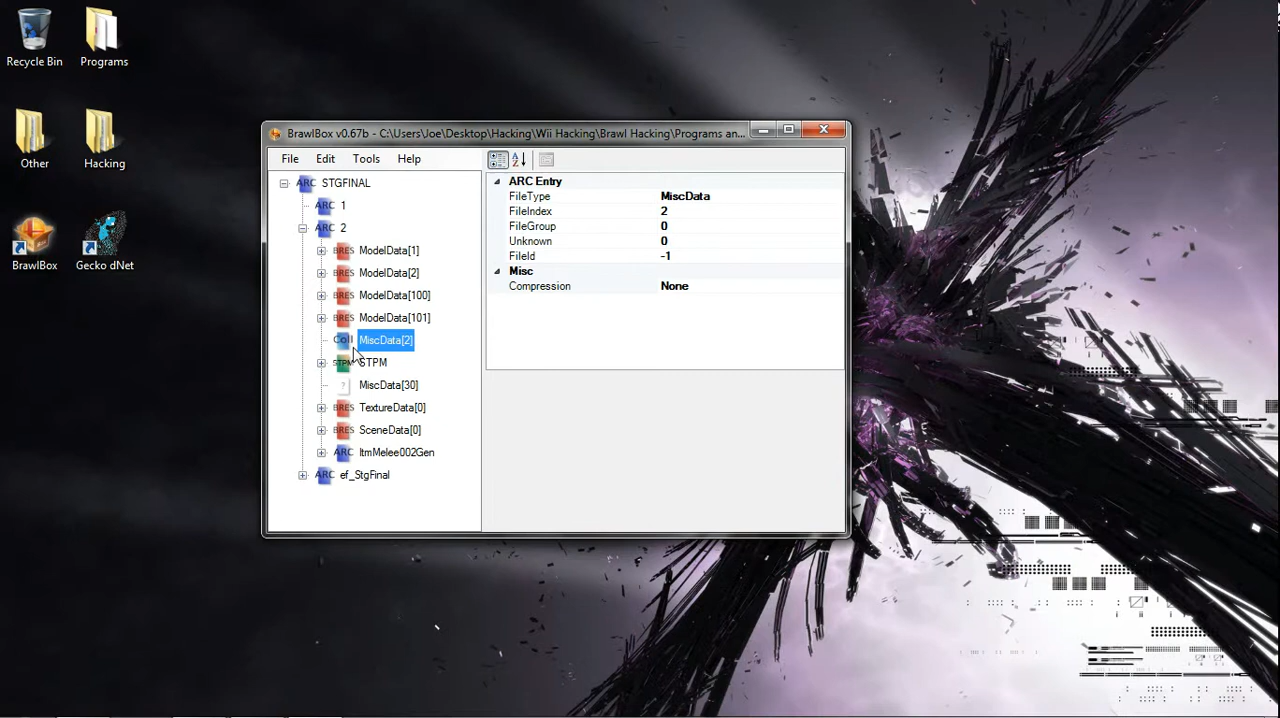 Recycle Bin
Programs
Other
Hacking
BrawlBox
Gecko dNet
BrawlBox v0.67b - C:\Users\Joe\Desktop\Hacking\Wii Hacking\Brawl Hacking\Programs an...
File Edit Tools Help
ARC STGFINAL
ARC 1
ARC 2
BRES ModelData[1]
BRES ModelData[2]
BRES ModelData[100]
BRES ModelData[101]
Coll MiscData[2]
STPM STPM
? MiscData[30]
BRES TextureData[0]
BRES SceneData[0]
ARC ItmMelee002Gen
ARC ef_StgFinal
ARC Entry
FileType MiscData
FileIndex 2
FileGroup 0
Unknown 0
FileId -1
Misc
Compression None